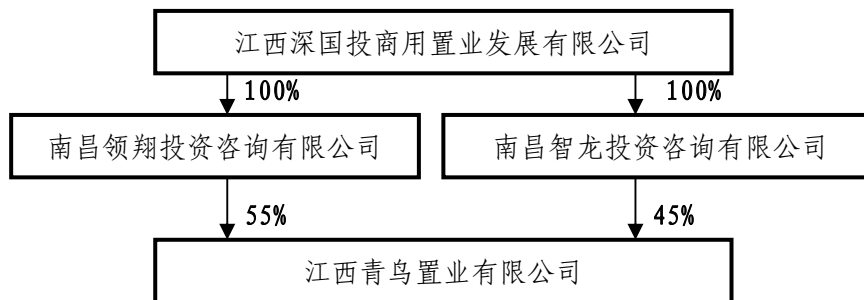 江西深国投商用置业发展有限公司
100%
100%
南昌领翔投资咨询有限公司
南昌智龙投资咨询有限公司
55%
45%
江西青鸟置业有限公司